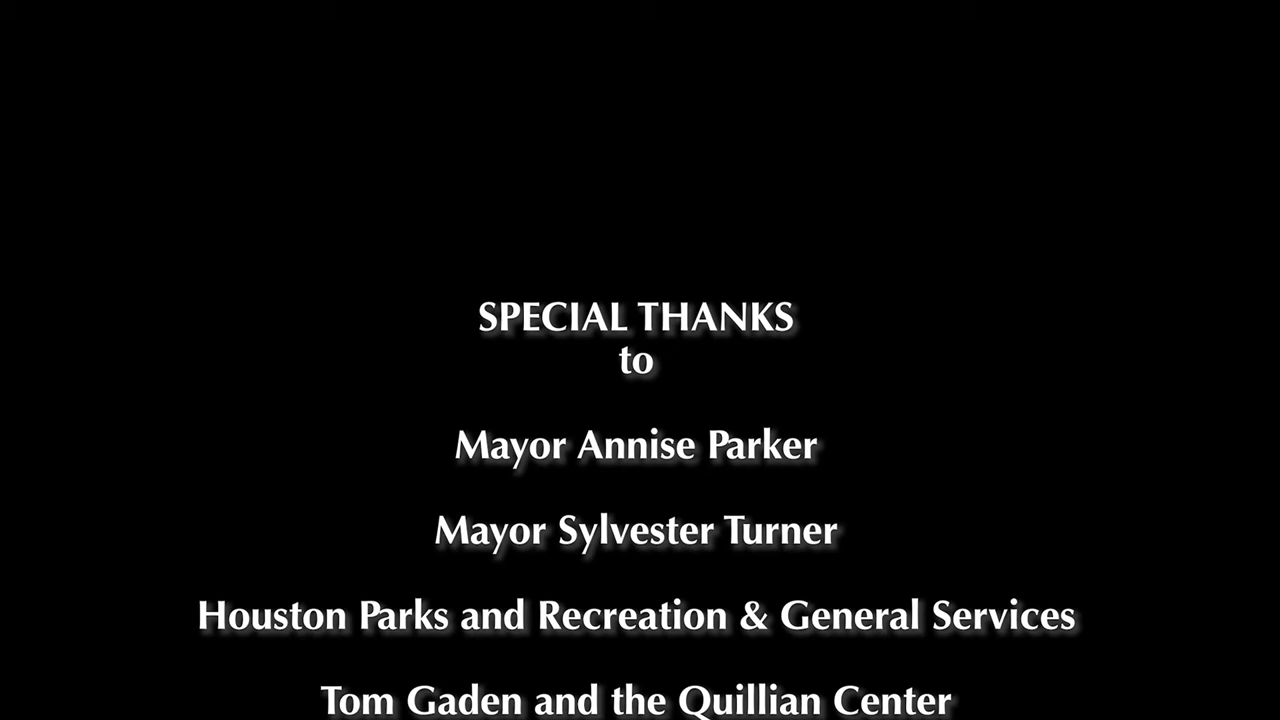 SPECIAL THANKS
to
Mayor Annise Parker
Mayor Sylvester Turner
Houston Parks and Recreation & General Services
Tom Gaden and the Quillian Center